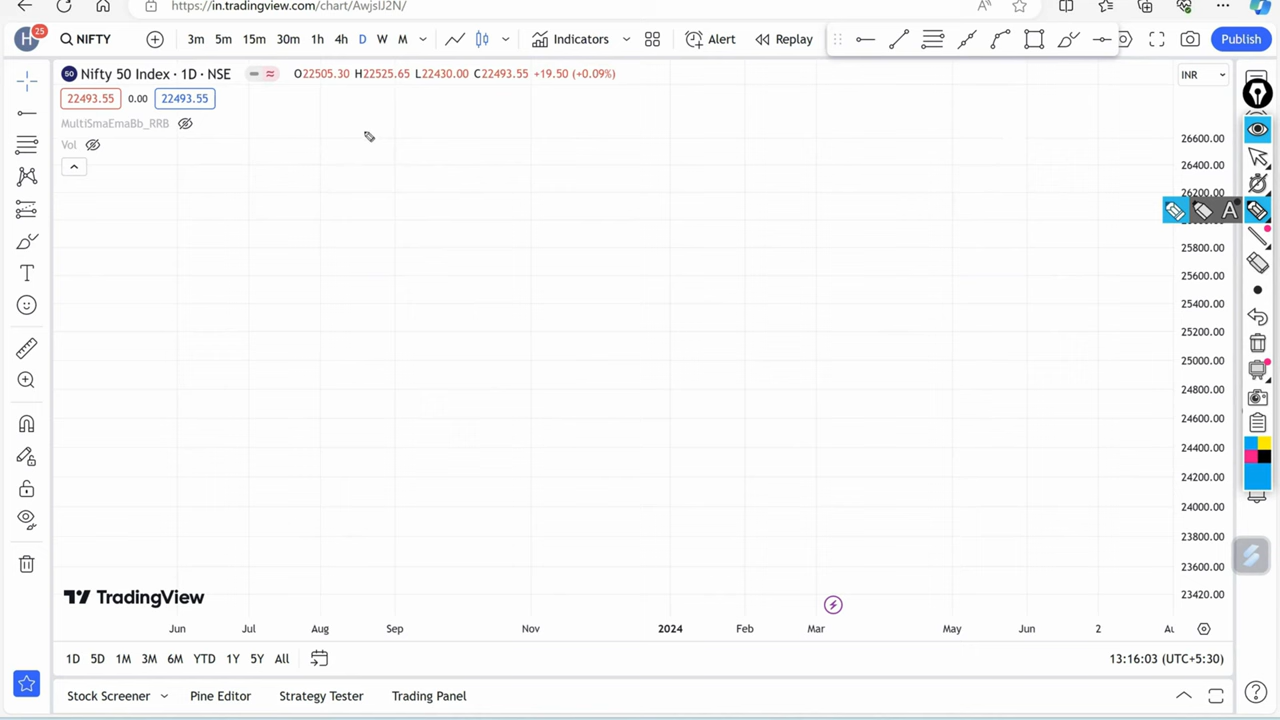 https://in.tradingview.com/chart/AwjsIJ2N/
H 25 NIFTY 3m 5m 15m 30m 1h 4h D W M Indicators Alert Replay Publish
50 Nifty 50 Index · 1D · NSE O22505.30 H22525.65 L22430.00 C22493.55 +19.50 (+0.09%) INR
22493.55 0.00 22493.55
MultiSmaEmaBb_RRB
Vol
26600.00
26400.00
26200.00
A
25800.00
25600.00
25400.00
25200.00
25000.00
24800.00
24600.00
24400.00
24200.00
24000.00
23800.00
23600.00
23420.00
TradingView
Jun Jul Aug Sep Nov 2024 Feb Mar May Jun 2
1D 5D 1M 3M 6M YTD 1Y 5Y All 13:16:03 (UTC+5:30)
Stock Screener Pine Editor Strategy Tester Trading Panel